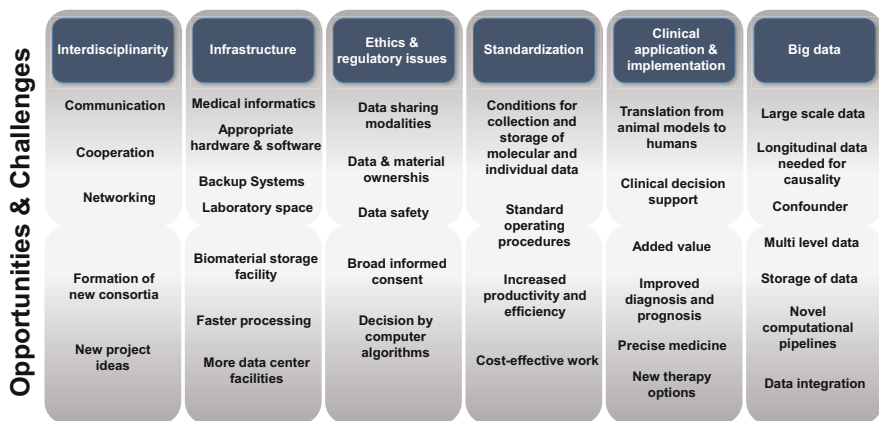 Opportunities & Challenges
Interdisciplinarity
Communication
Cooperation
Networking
Formation of
new consortia
New project
ideas
Infrastructure
Medical informatics
Appropriate
hardware & software
Backup Systems
Laboratory space
Biomaterial storage
facility
Faster processing
More data center
facilities
Ethics &
regulatory issues
Data sharing
modalities
Data & material
ownershis
Data safety
Broad informed
consent
Decision by
computer
algorithms
Standardization
Conditions for
collection and
storage of
molecular and
individual data
Standard
operating
procedures
Increased
productivity and
efficiency
Cost-effective work
Clinical
application &
implementation
Translation from
animal models to
humans
Clinical decision
support
Added value
Improved
diagnosis and
prognosis
Precise medicine
New therapy
options
Big data
Large scale data
Longitudinal data
needed for
causality
Confounder
Multi level data
Storage of data
Novel
computational
pipelines
Data integration